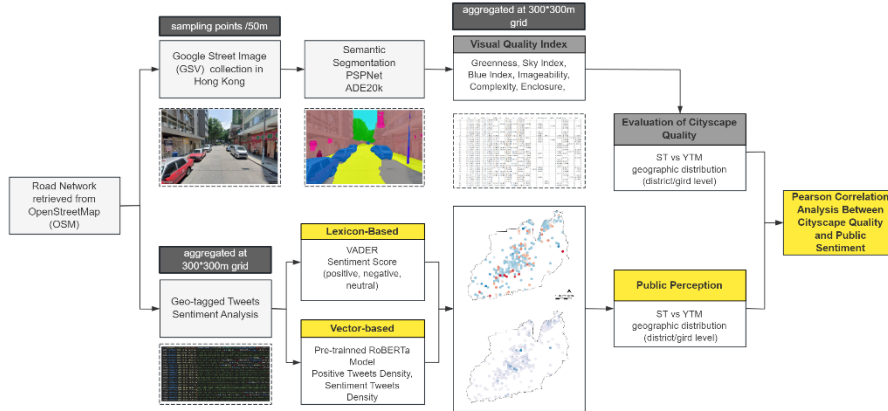 sampling points /50m
Google Street Image
(GSV) collection in
Hong Kong
Semantic
Segmentation
PSPNet
ADE20k
aggregated at 300*300m
grid
Visual Quality Index
Greenness, Sky Index,
Blue Index, Imageability,
Complexity, Enclosure,
Evaluation of Cityscape
Quality
ST vs YTM
geographic distribution
(district/gird level)
Road Network
retrieved from
OpenStreetMap
(OSM)
Pearson Correlation
Analysis Between
Cityscape Quality
and Public
Sentiment
aggregated at
300*300m grid
Geo-tagged Tweets
Sentiment Analysis
Lexicon-Based
VADER
Sentiment Score
(positive, negative,
neutral)
Vector-based
Pre-trainned RoBERTa
Model
Positive Tweets Density,
Sentiment Tweets
Density
Public Perception
ST vs YTM
geographic distribution
(district/gird level)